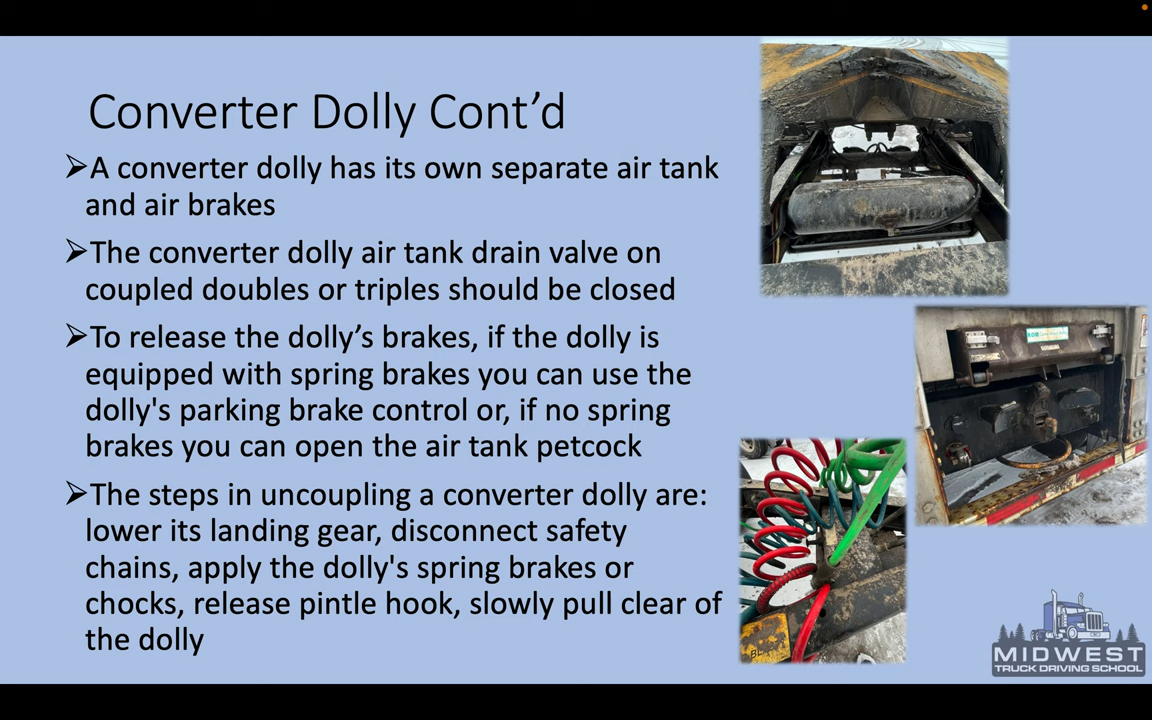 Converter Dolly Cont’d
➢A converter dolly has its own separate air tank
and air brakes
➢The converter dolly air tank drain valve on
coupled doubles or triples should be closed
➢To release the dolly’s brakes, if the dolly is
equipped with spring brakes you can use the
dolly's parking brake control or, if no spring
brakes you can open the air tank petcock
➢The steps in uncoupling a converter dolly are:
lower its landing gear, disconnect safety
chains, apply the dolly's spring brakes or
chocks, release pintle hook, slowly pull clear of
the dolly
MIDWEST
TRUCK DRIVING SCHOOL